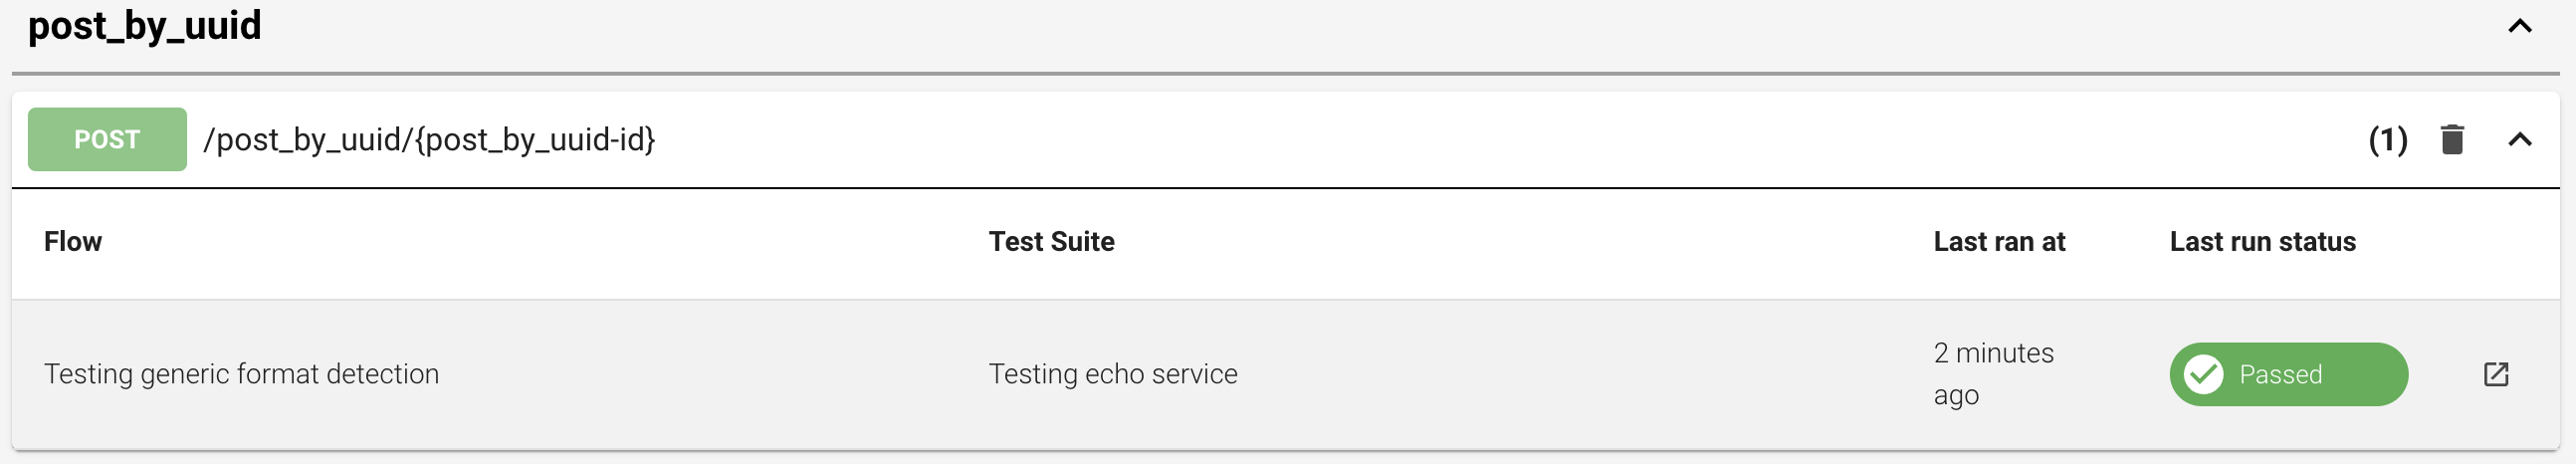 post_by_uuid
POST /post_by_uuid/{post_by_uuid-id} (1)
Flow Test Suite Last ran at Last run status
Testing generic format detection Testing echo service 2 minutes ago Passed